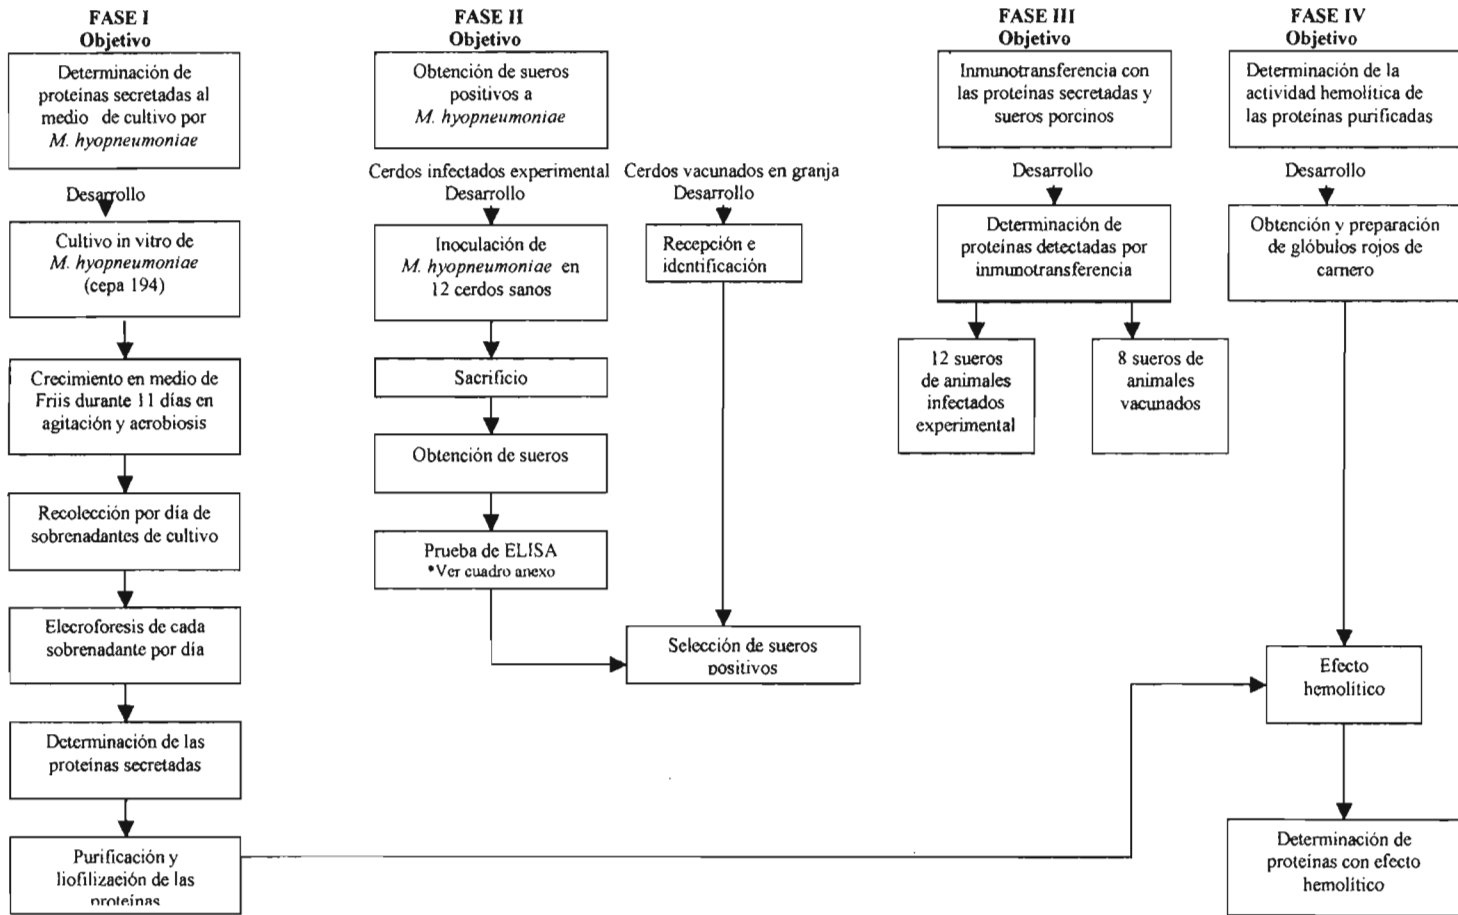 FASE I
Objetivo
Determinación de
proteínas secretadas al
medio de cultivo por
M. hyopneumoniae
Desarrollo
Cultivo in vitro de
M. hyopneumoniae
(cepa 194)
Crecimiento en medio de
Friis durante 11 días en
agitación y aerobiosis
Recolección por día de
sobrenadantes de cultivo
Elecroforesis de cada
sobrenadante por día
Determinación de las
proteínas secretadas
Purificación y
liofilización de las
proteínas
FASE II
Objetivo
Obtención de sueros
positivos a
M. hyopneumoniae
Cerdos infectados experimental
Desarrollo
Inoculación de
M. hyopneumoniae en
12 cerdos sanos
Sacrificio
Obtención de sueros
Prueba de ELISA
*Ver cuadro anexo
Cerdos vacunados en granja
Desarrollo
Recepción e
identificación
Selección de sueros
positivos
FASE III
Objetivo
Inmunotransferencia con
las proteínas secretadas y
sueros porcinos
Desarrollo
Determinación de
proteínas detectadas por
inmunotransferencia
12 sueros
de animales
infectados
experimental
8 sueros de
animales
vacunados
FASE IV
Objetivo
Determinación de la
actividad hemolítica de
las proteínas purificadas
Desarrollo
Obtención y preparación
de glóbulos rojos de
carnero
Efecto
hemolítico
Determinación de
proteínas con efecto
hemolítico